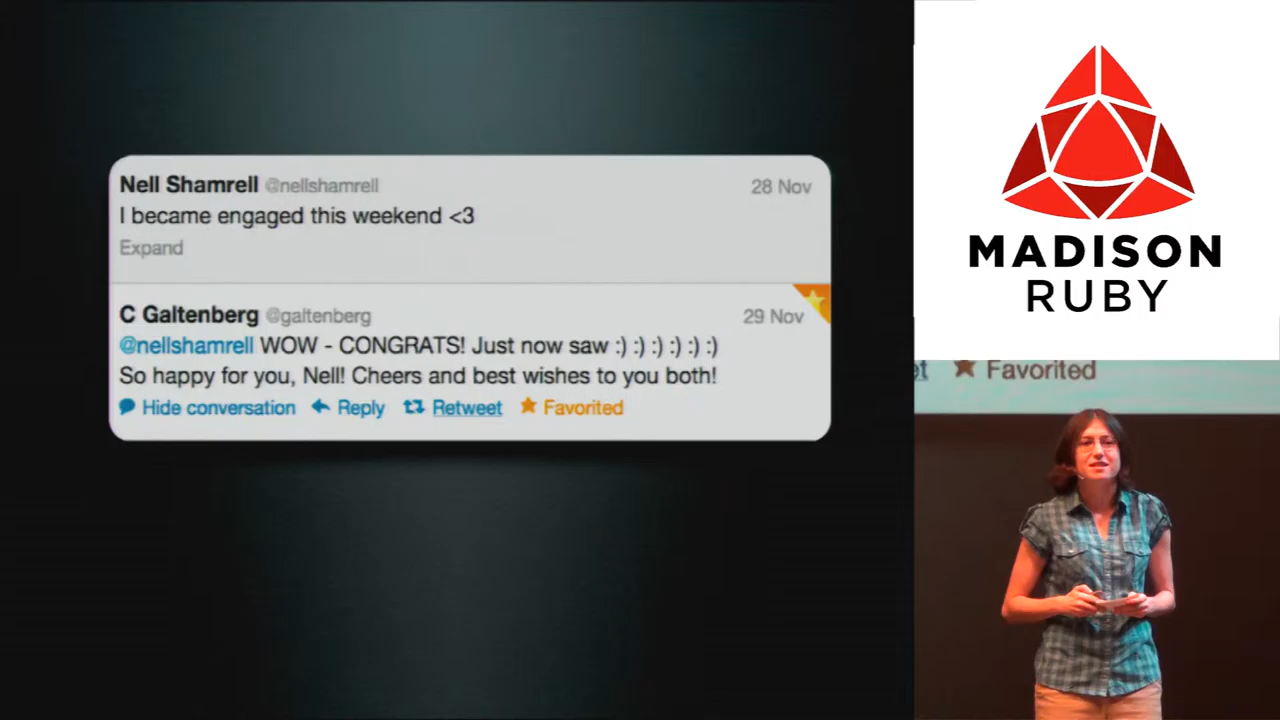 Nell Shamrell @nellshamrell 28 Nov
I became engaged this weekend <3
Expand
C Galtenberg @galtenberg 29 Nov
@nellshamrell WOW - CONGRATS! Just now saw :) :) :) :) :) :)
So happy for you, Nell! Cheers and best wishes to you both!
Hide conversation Reply Retweet Favorited
MADISON
RUBY
et Favorited